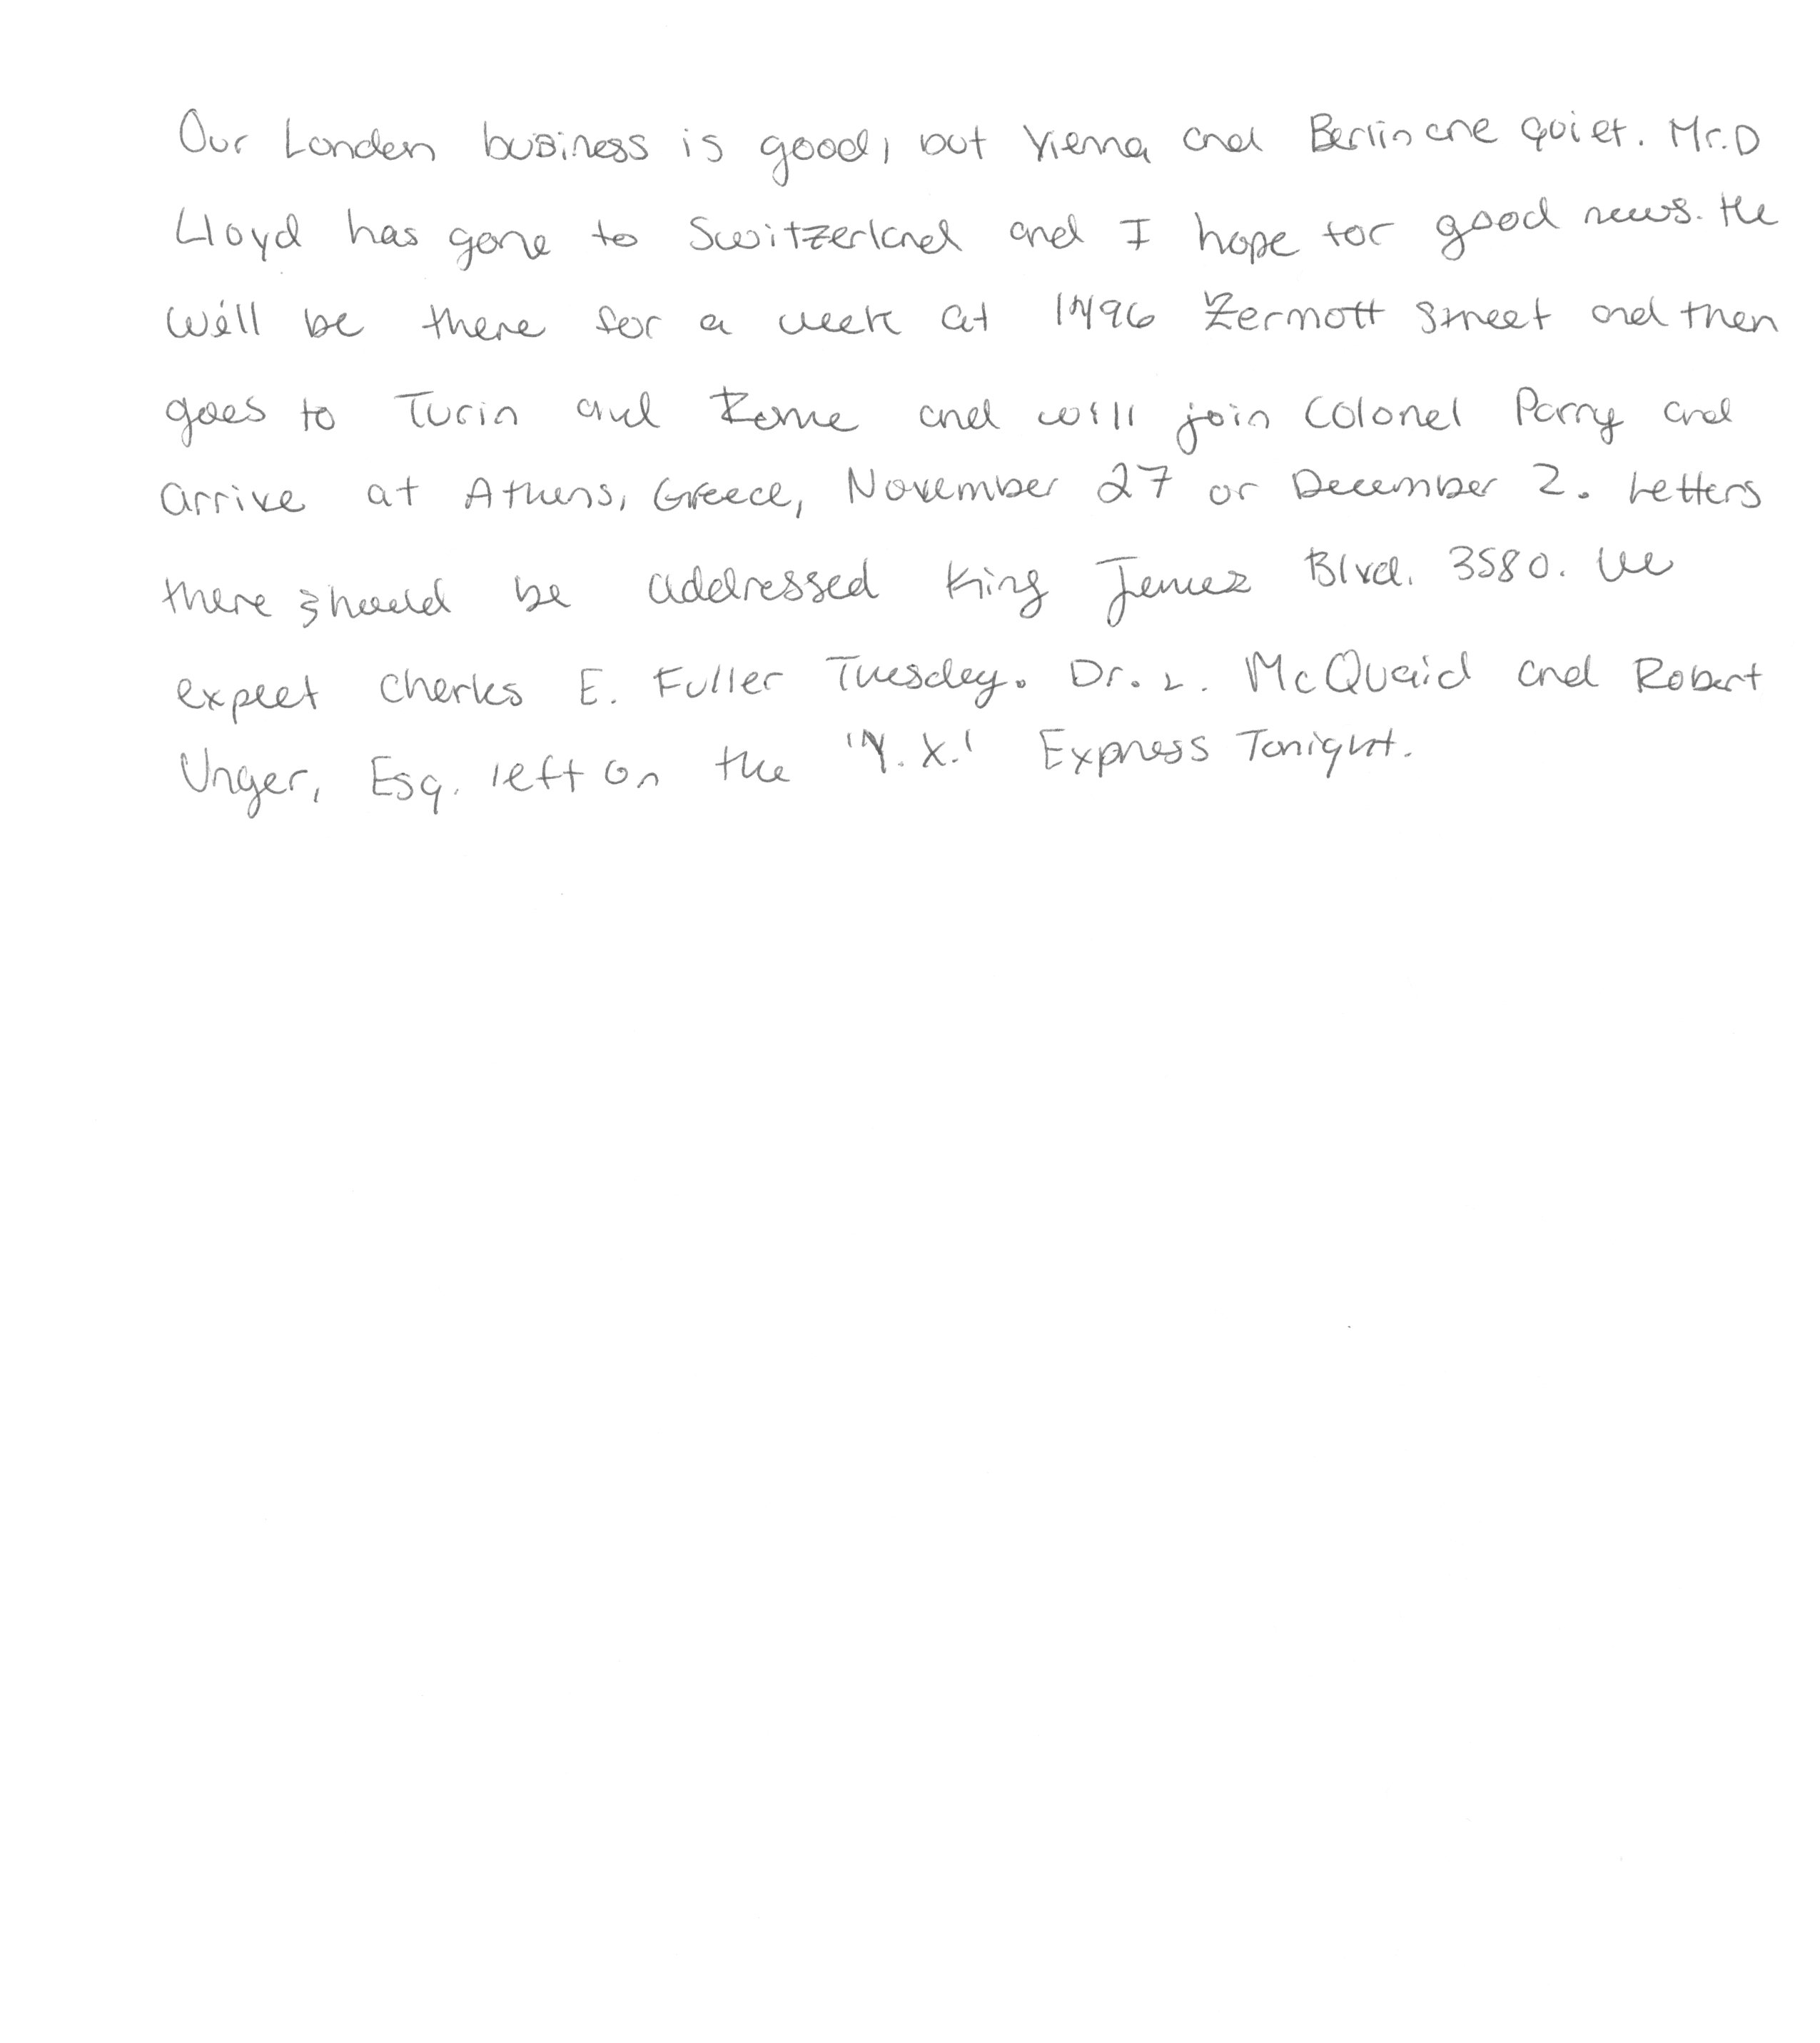 Our London business is good, but Vienna and Berlin are quiet. Mr. D
Lloyd has gone to Switzerland and I hope for good news. He
will be there for a week at 1496 Zermott Street and then
goes to Turin and Rome and will join Colonel Parry and
arrive at Athens, Greece, November 27 or December 2. Letters
there should be addressed King James Blvd. 3580. We
expect Charles E. Fuller Tuesday. Dr. L. McQuaid and Robert
Unger, Esq. left on the 'Y. X.' Express Tonight.